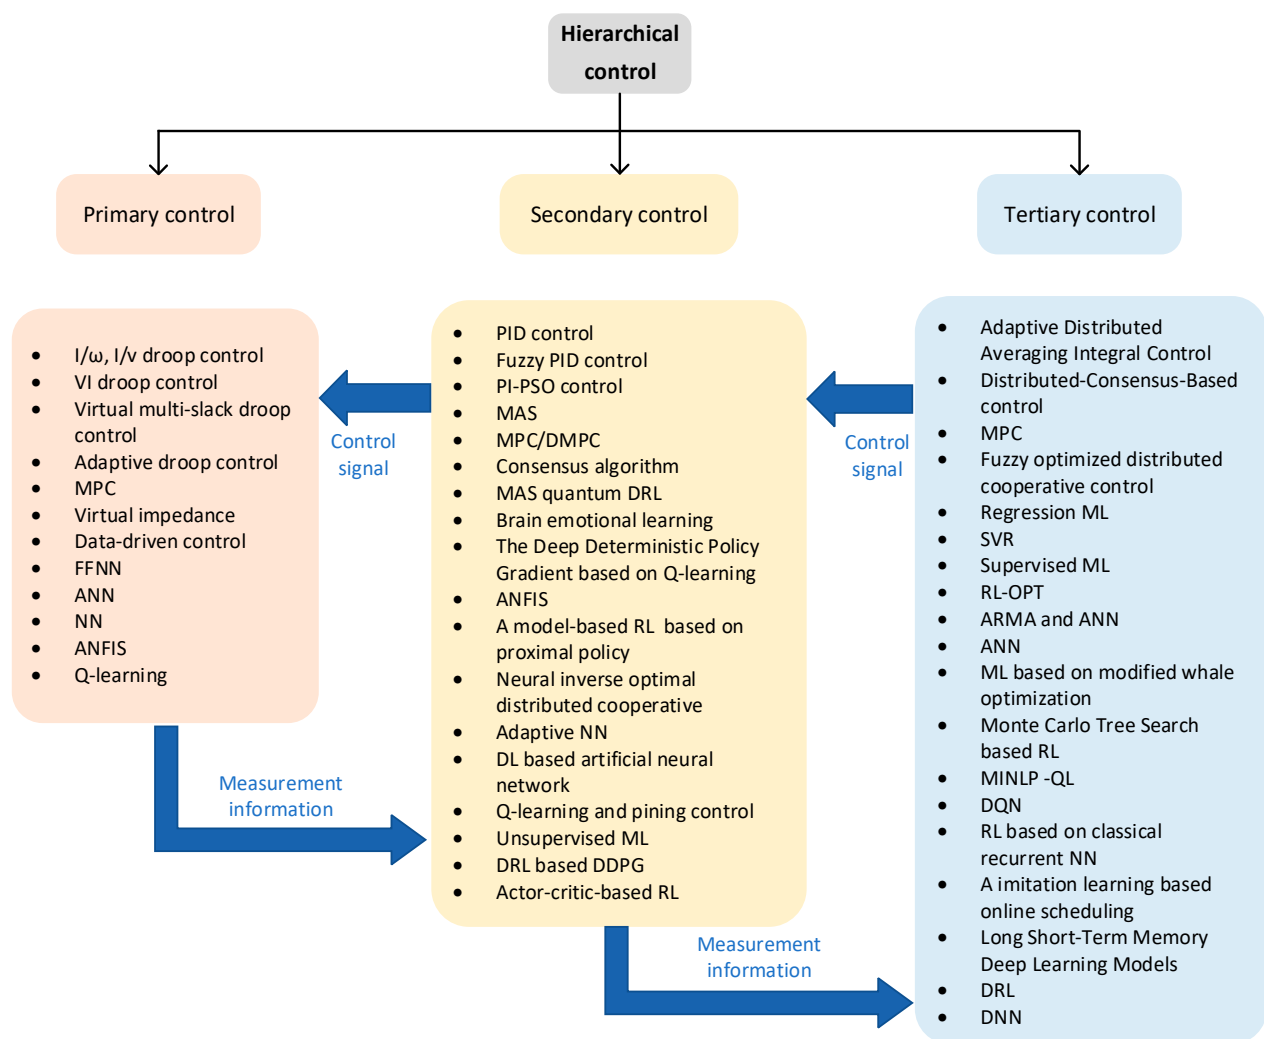 Hierarchical
control
Primary control
Secondary control
Tertiary control
• I/ω, I/v droop control
• VI droop control
• Virtual multi-slack droop
control
• Adaptive droop control
• MPC
• Virtual impedance
• Data-driven control
• FFNN
• ANN
• NN
• ANFIS
• Q-learning
Control
signal
Measurement
information
• PID control
• Fuzzy PID control
• PI-PSO control
• MAS
• MPC/DMPC
• Consensus algorithm
• MAS quantum DRL
• Brain emotional learning
• The Deep Deterministic Policy
Gradient based on Q-learning
• ANFIS
• A model-based RL based on
proximal policy
• Neural inverse optimal
distributed cooperative
• Adaptive NN
• DL based artificial neural
network
• Q-learning and pining control
• Unsupervised ML
• DRL based DDPG
• Actor-critic-based RL
Control
signal
Measurement
information
• Adaptive Distributed
Averaging Integral Control
• Distributed-Consensus-Based
control
• MPC
• Fuzzy optimized distributed
cooperative control
• Regression ML
• SVR
• Supervised ML
• RL-OPT
• ARMA and ANN
• ANN
• ML based on modified whale
optimization
• Monte Carlo Tree Search
based RL
• MINLP -QL
• DQN
• RL based on classical
recurrent NN
• A imitation learning based
online scheduling
• Long Short-Term Memory
Deep Learning Models
• DRL
• DNN